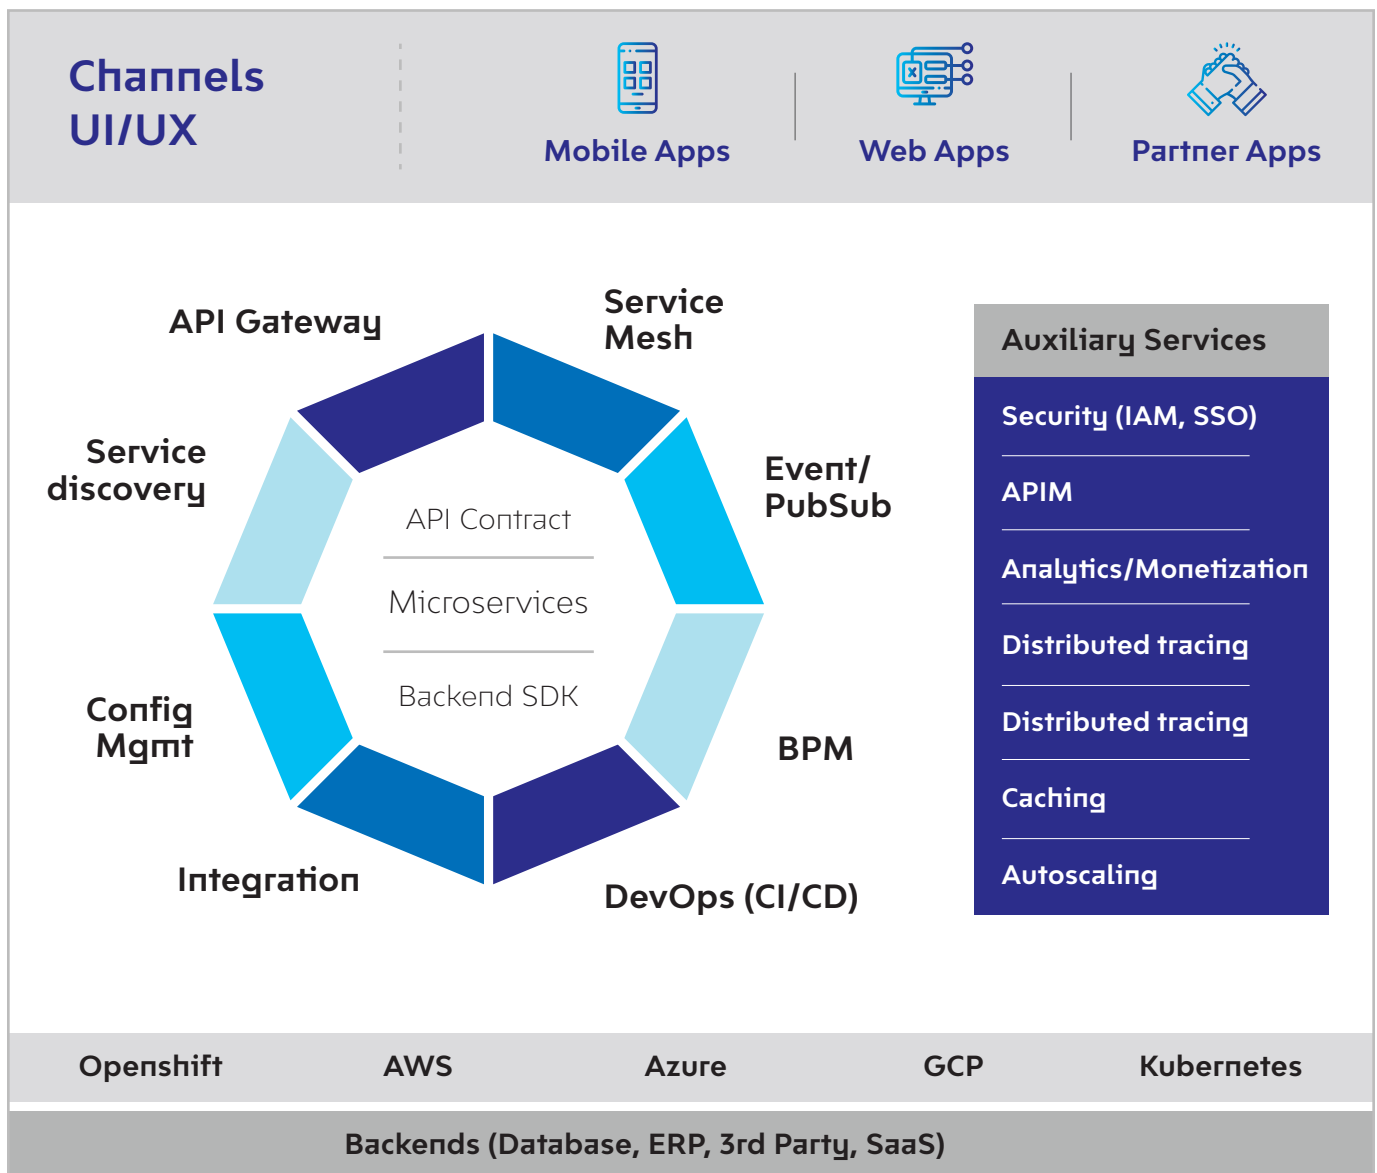 Channels
UI/UX
Mobile Apps
Web Apps
Partner Apps
API Gateway
Service
Mesh
Service
discovery
Event/
PubSub
API Contract
Microservices
Backend SDK
Config
Mgmt
BPM
Integration
DevOps (CI/CD)
Auxiliary Services
Security (IAM, SSO)
APIM
Analytics/Monetization
Distributed tracing
Distributed tracing
Caching
Autoscaling
Openshift
AWS
Azure
GCP
Kubernetes
Backends (Database, ERP, 3rd Party, SaaS)